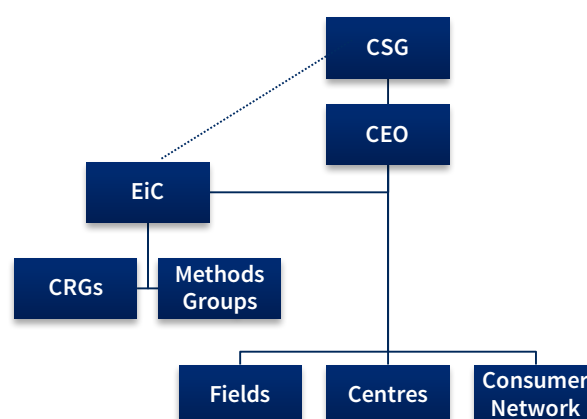 CSG
CEO
EiC
CRGs
Methods
Groups
Fields
Centres
Consumer
Network